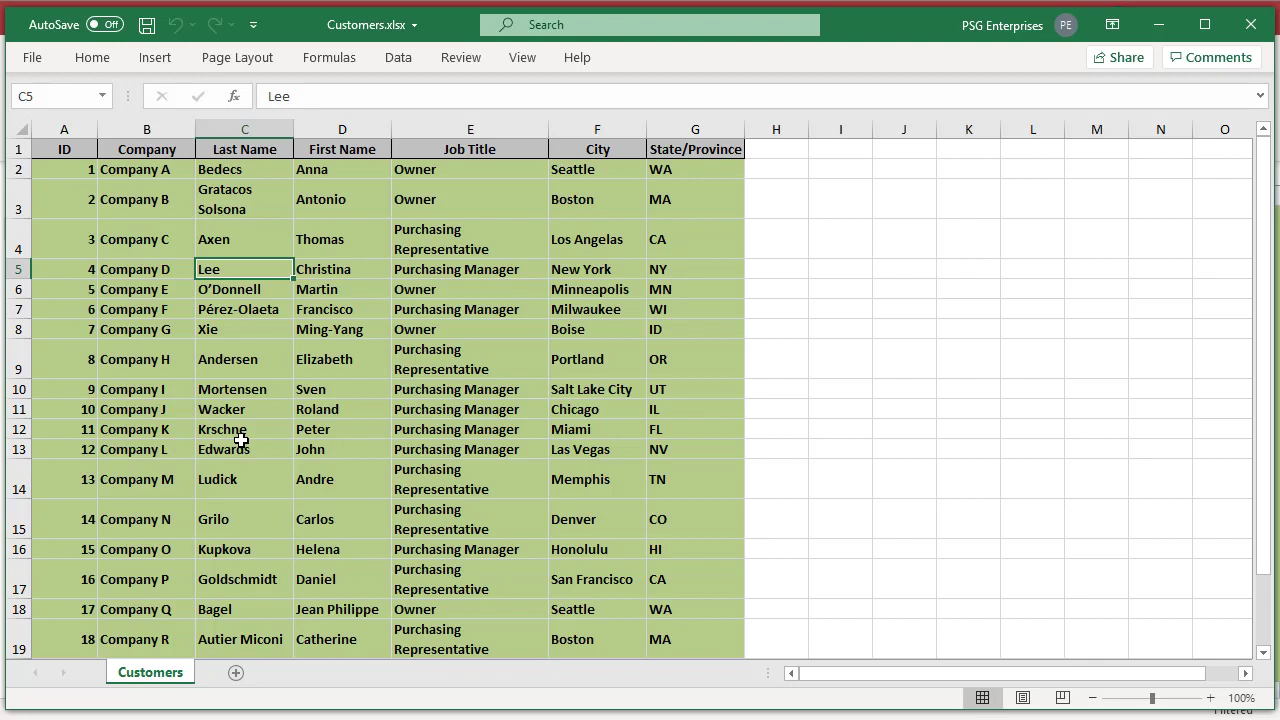 AutoSave Off Customers.xlsx Search PSG Enterprises PE
File Home Insert Page Layout Formulas Data Review View Help Share Comments
C5 fx Lee
A B C D E F G H I J K L M N O
1 ID Company Last Name First Name Job Title City State/Province
2 1 Company A Bedecs Anna Owner Seattle WA
3 2 Company B Gratacos Solsona Antonio Owner Boston MA
4 3 Company C Axen Thomas Purchasing Representative Los Angelas CA
5 4 Company D Lee Christina Purchasing Manager New York NY
6 5 Company E O’Donnell Martin Owner Minneapolis MN
7 6 Company F Pérez-Olaeta Francisco Purchasing Manager Milwaukee WI
8 7 Company G Xie Ming-Yang Owner Boise ID
9 8 Company H Andersen Elizabeth Purchasing Representative Portland OR
10 9 Company I Mortensen Sven Purchasing Manager Salt Lake City UT
11 10 Company J Wacker Roland Purchasing Manager Chicago IL
12 11 Company K Krschne Peter Purchasing Manager Miami FL
13 12 Company L Edwards John Purchasing Manager Las Vegas NV
14 13 Company M Ludick Andre Purchasing Representative Memphis TN
15 14 Company N Grilo Carlos Purchasing Representative Denver CO
16 15 Company O Kupkova Helena Purchasing Manager Honolulu HI
17 16 Company P Goldschmidt Daniel Purchasing Representative San Francisco CA
18 17 Company Q Bagel Jean Philippe Owner Seattle WA
19 18 Company R Autier Miconi Catherine Purchasing Representative Boston MA
Customers
100%
Filtered